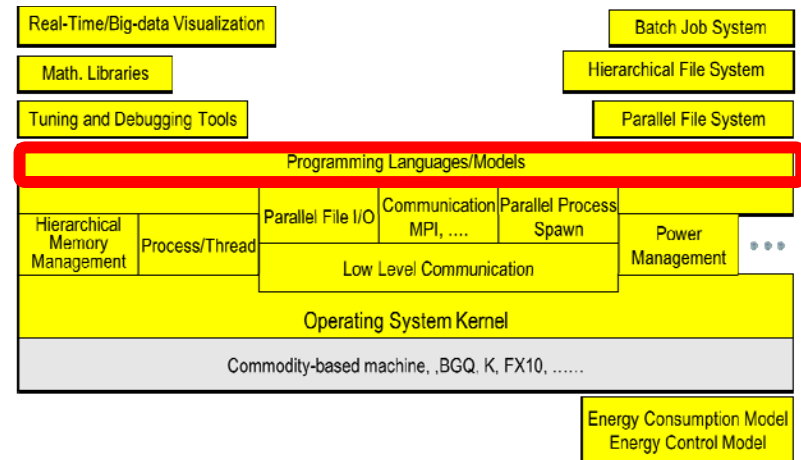 Real-Time/Big-data Visualization
Batch Job System
Math. Libraries
Hierarchical File System
Tuning and Debugging Tools
Parallel File System
Programming Languages/Models
Hierarchical
Memory
Management
Process/Thread
Parallel File I/O
Communication
MPI, ....
Parallel Process
Spawn
Low Level Communication
Power
Management
Operating System Kernel
Commodity-based machine, ,BGQ, K, FX10, ......
Energy Consumption Model
Energy Control Model